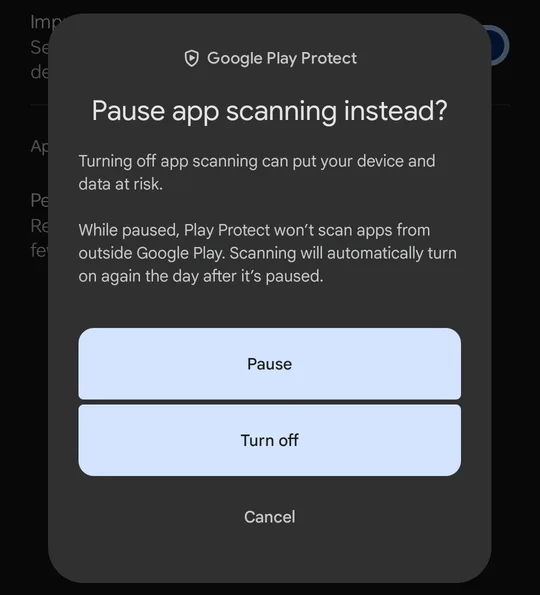 Google Play Protect
Pause app scanning instead?
Turning off app scanning can put your device and
data at risk.
While paused, Play Protect won’t scan apps from
outside Google Play. Scanning will automatically turn
on again the day after it’s paused.
Pause
Turn off
Cancel